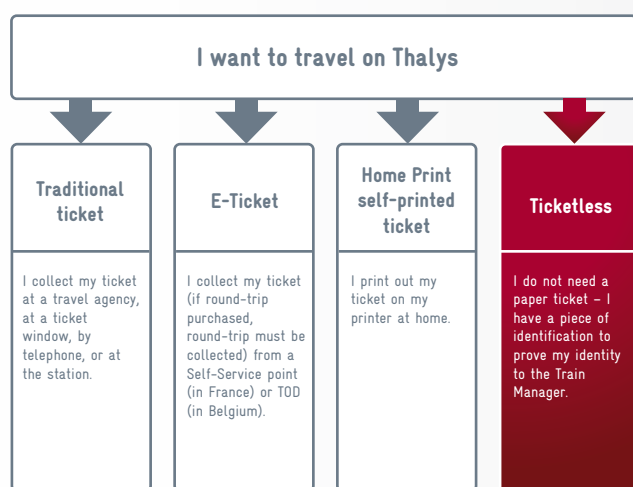 I want to travel on Thalys
Traditional
ticket
I collect my ticket
at a travel agency,
at a ticket
window, by
telephone, or at
the station.
E-Ticket
I collect my ticket
(if round-trip
purchased,
round-trip must be
collected) from a
Self-Service point
(in France) or TOD
(in Belgium).
Home Print
self-printed
ticket
I print out my
ticket on my
printer at home.
Ticketless
I do not need a
paper ticket – I
have a piece of
identification to
prove my identity
to the Train
Manager.